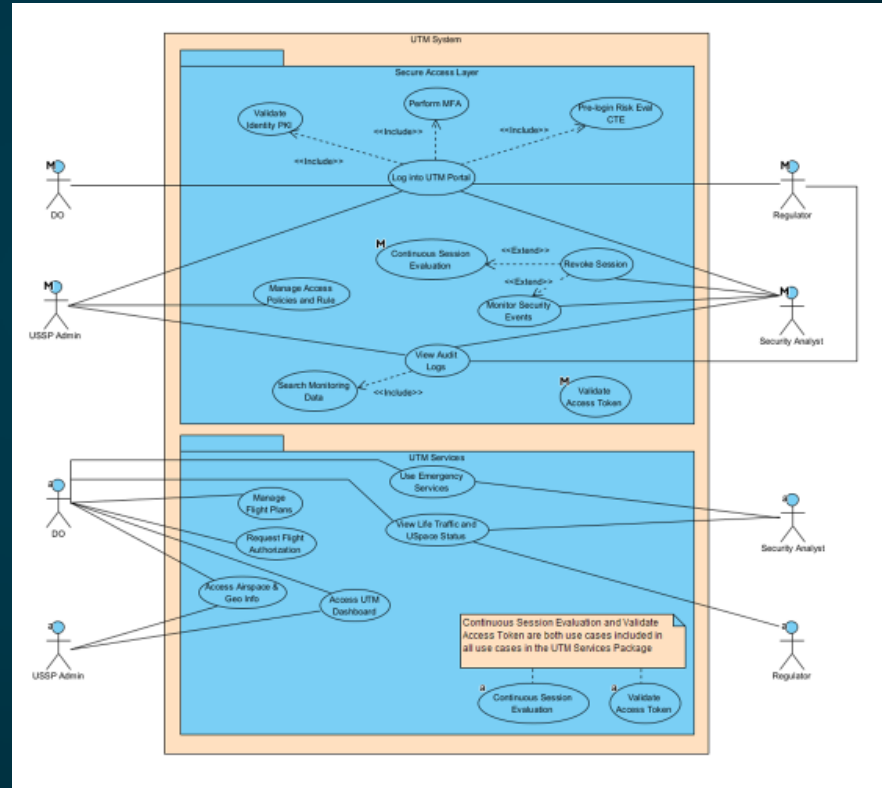 UTM System
Secure Access Layer
Perform MFA
Pre-login Risk Eval
CTE
Validate
Identity PKI
<<Include>>
<<Include>>
<<Include>>
M
DO
Log into UTM Portal
M
Regulator
M
Continuous Session
Evaluation
<<Extend>>
Revoke Session
M
USSP Admin
Manage Access
Policies and Rule
<<Extend>>
Monitor Security
Events
M
Security Analyst
View Audit
Logs
Search Monitoring
Data
<<Include>>
M
Validate
Access Token
UTM Services
Use Emergency
Services
a
DO
Manage
Flight Plans
View Life Traffic and
USpace Status
a
Security Analyst
Request Flight
Authorization
Access Airspace &
Geo Info
Access UTM
Dashboard
a
USSP Admin
Continuous Session Evaluation and Validate
Access Token are both use cases included in
all use cases in the UTM Services Package
a
Regulator
a
Continuous Session
Evaluation
a
Validate
Access Token